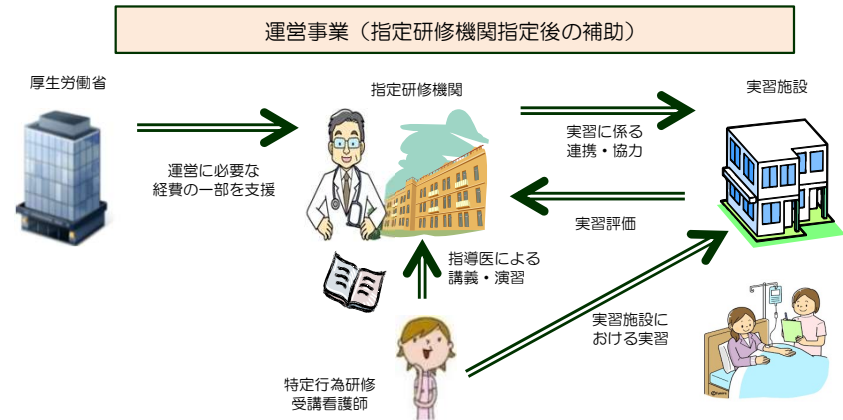 運営事業（指定研修機関指定後の補助）
厚生労働省
指定研修機関
実習施設
運営に必要な
経費の一部を支援
実習に係る
連携・協力
実習評価
指導医による
講義・演習
実習施設に
おける実習
特定行為研修
受講看護師